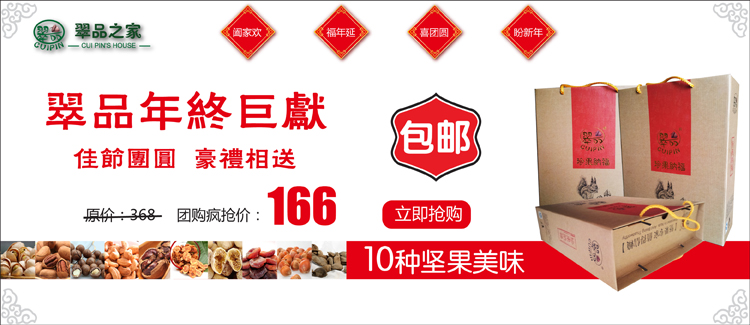 翠品之家
CUI PIN'S HOUSE
CUIPIN
阖家欢
福年延
喜团圆
盼新年
翠品年終巨獻
佳節團圓 豪禮相送
包邮
原价：368
团购疯抢价：166
立即抢购
10种坚果美味
CUIPIN